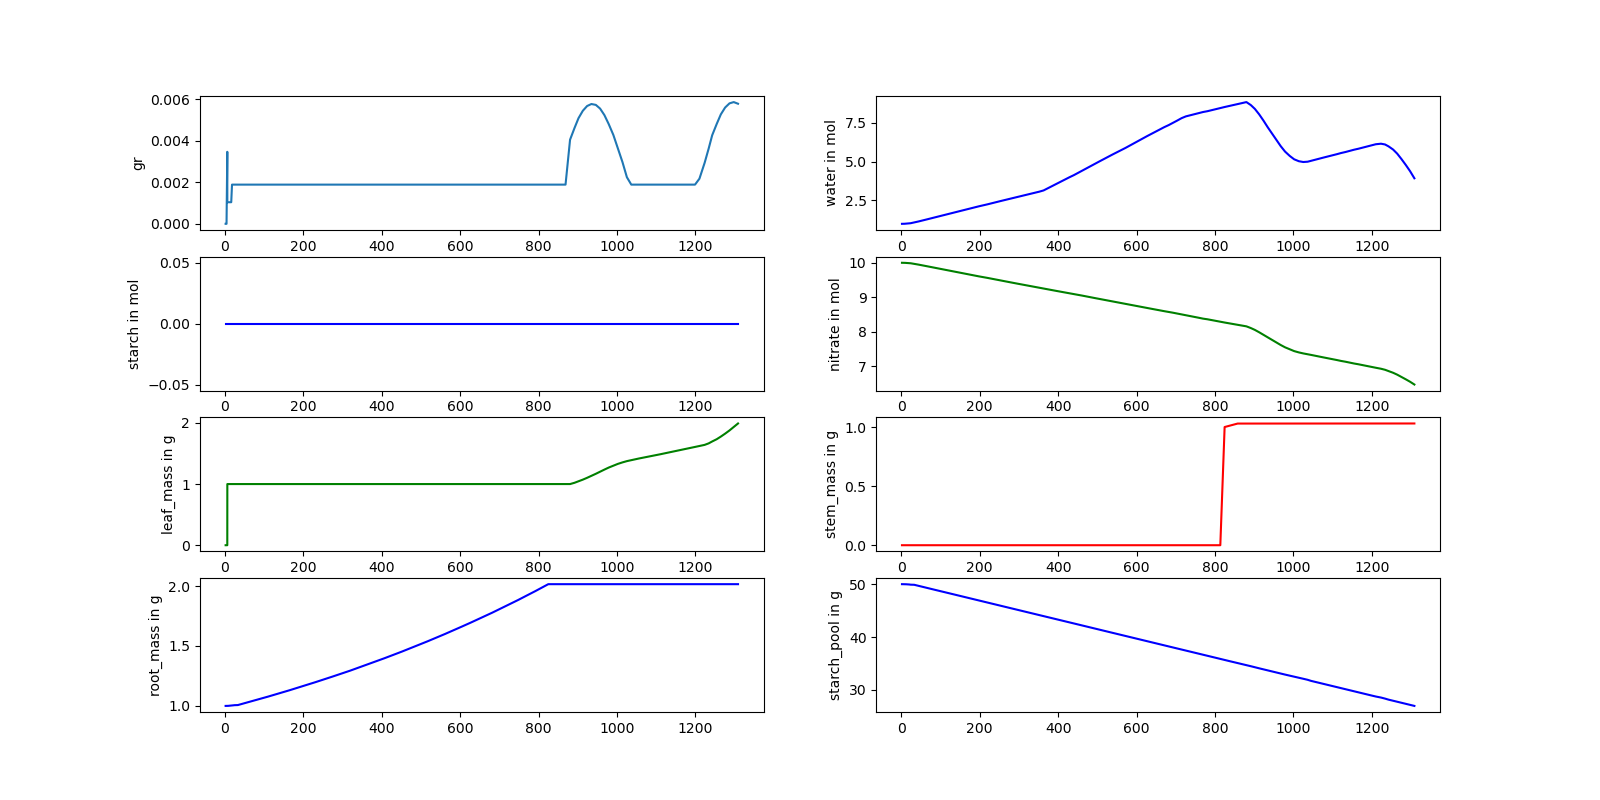 gr
0.006
0.004
0.002
0.000
0 200 400 600 800 1000 1200
water in mol
7.5
5.0
2.5
0 200 400 600 800 1000 1200
starch in mol
0.05
0.00
−0.05
0 200 400 600 800 1000 1200
nitrate in mol
10
9
8
7
0 200 400 600 800 1000 1200
leaf_mass in g
2
1
0
0 200 400 600 800 1000 1200
stem_mass in g
1.0
0.5
0.0
0 200 400 600 800 1000 1200
root_mass in g
2.0
1.5
1.0
0 200 400 600 800 1000 1200
starch_pool in g
50
40
30
0 200 400 600 800 1000 1200